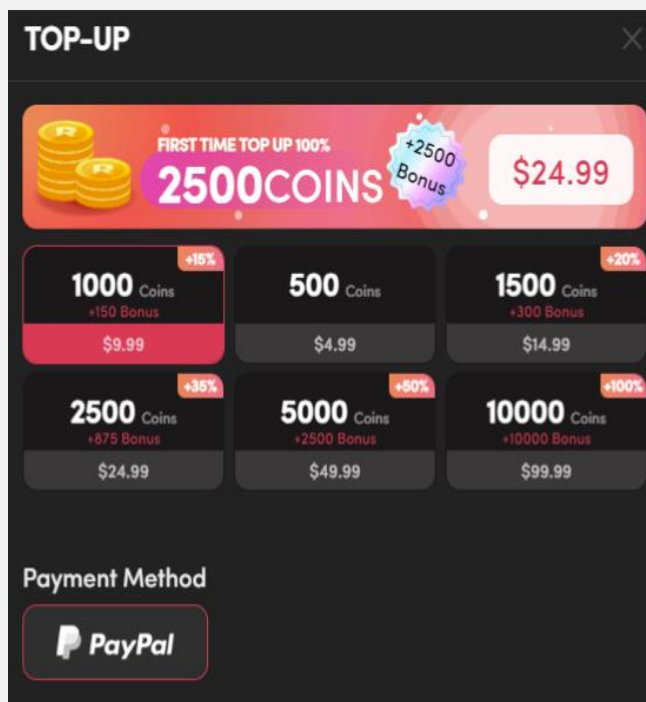 TOP-UP
FIRST TIME TOP UP 100%
2500COINS
+2500
Bonus
$24.99
+15%
1000 Coins
+150 Bonus
$9.99
500 Coins
$4.99
+20%
1500 Coins
+300 Bonus
$14.99
+35%
2500 Coins
+875 Bonus
$24.99
+50%
5000 Coins
+2500 Bonus
$49.99
+100%
10000 Coins
+10000 Bonus
$99.99
Payment Method
PayPal